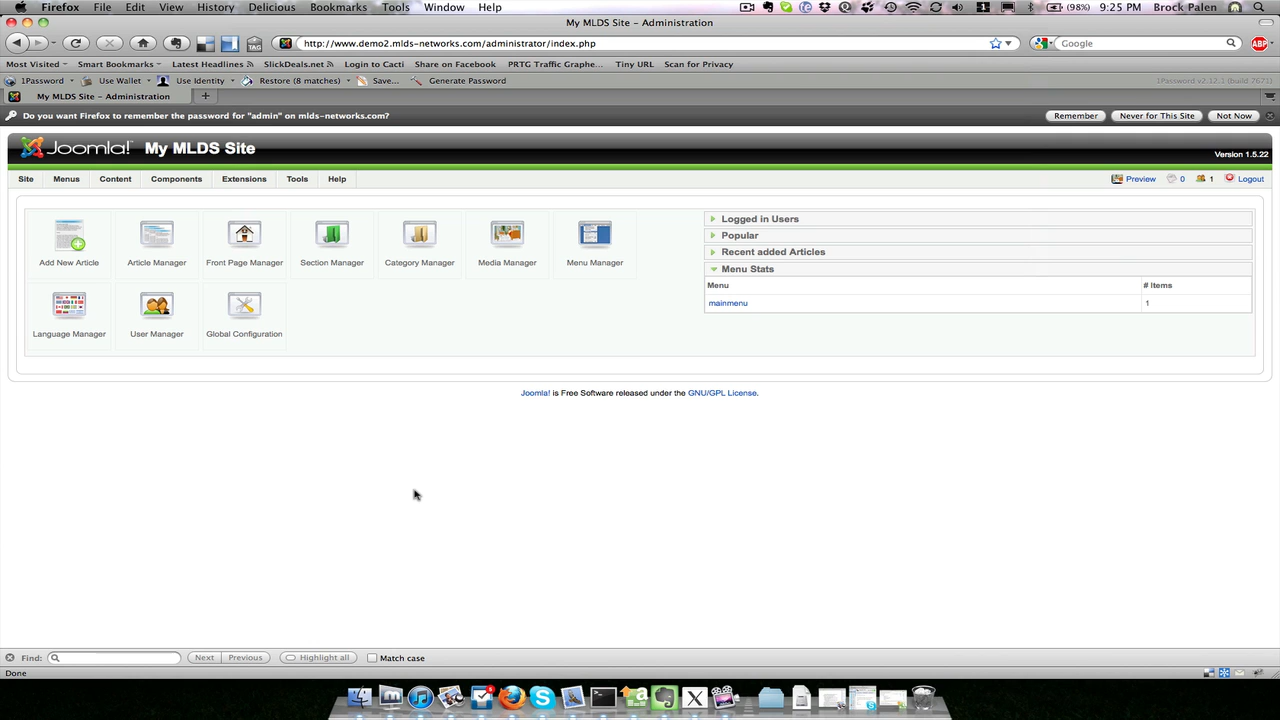 Firefox File Edit View History Delicious Bookmarks Tools Window Help (98%) 9:25 PM Brock Palen
My MLDS Site – Administration
http://www.demo2.mlds-networks.com/administrator/index.php Google ABP
Most Visited Smart Bookmarks Latest Headlines SlickDeals.net Login to Cacti Share on Facebook PRTG Traffic Graphe... Tiny URL Scan for Privacy
1Password Use Wallet Use Identity Restore (8 matches) Save... Generate Password 1Password v2.12.1 (build 7671)
My MLDS Site – Administration
Do you want Firefox to remember the password for "admin" on mlds-networks.com? Remember Never for This Site Not Now
Joomla! My MLDS Site
Version 1.5.22
Site Menus Content Components Extensions Tools Help Preview 0 1 Logout
Add New Article Article Manager Front Page Manager Section Manager Category Manager Media Manager Menu Manager
Language Manager User Manager Global Configuration
Logged in Users
Popular
Recent added Articles
Menu Stats
Menu # Items
mainmenu 1
Joomla! is Free Software released under the GNU/GPL License.
Find: Next Previous Highlight all Match case
Done